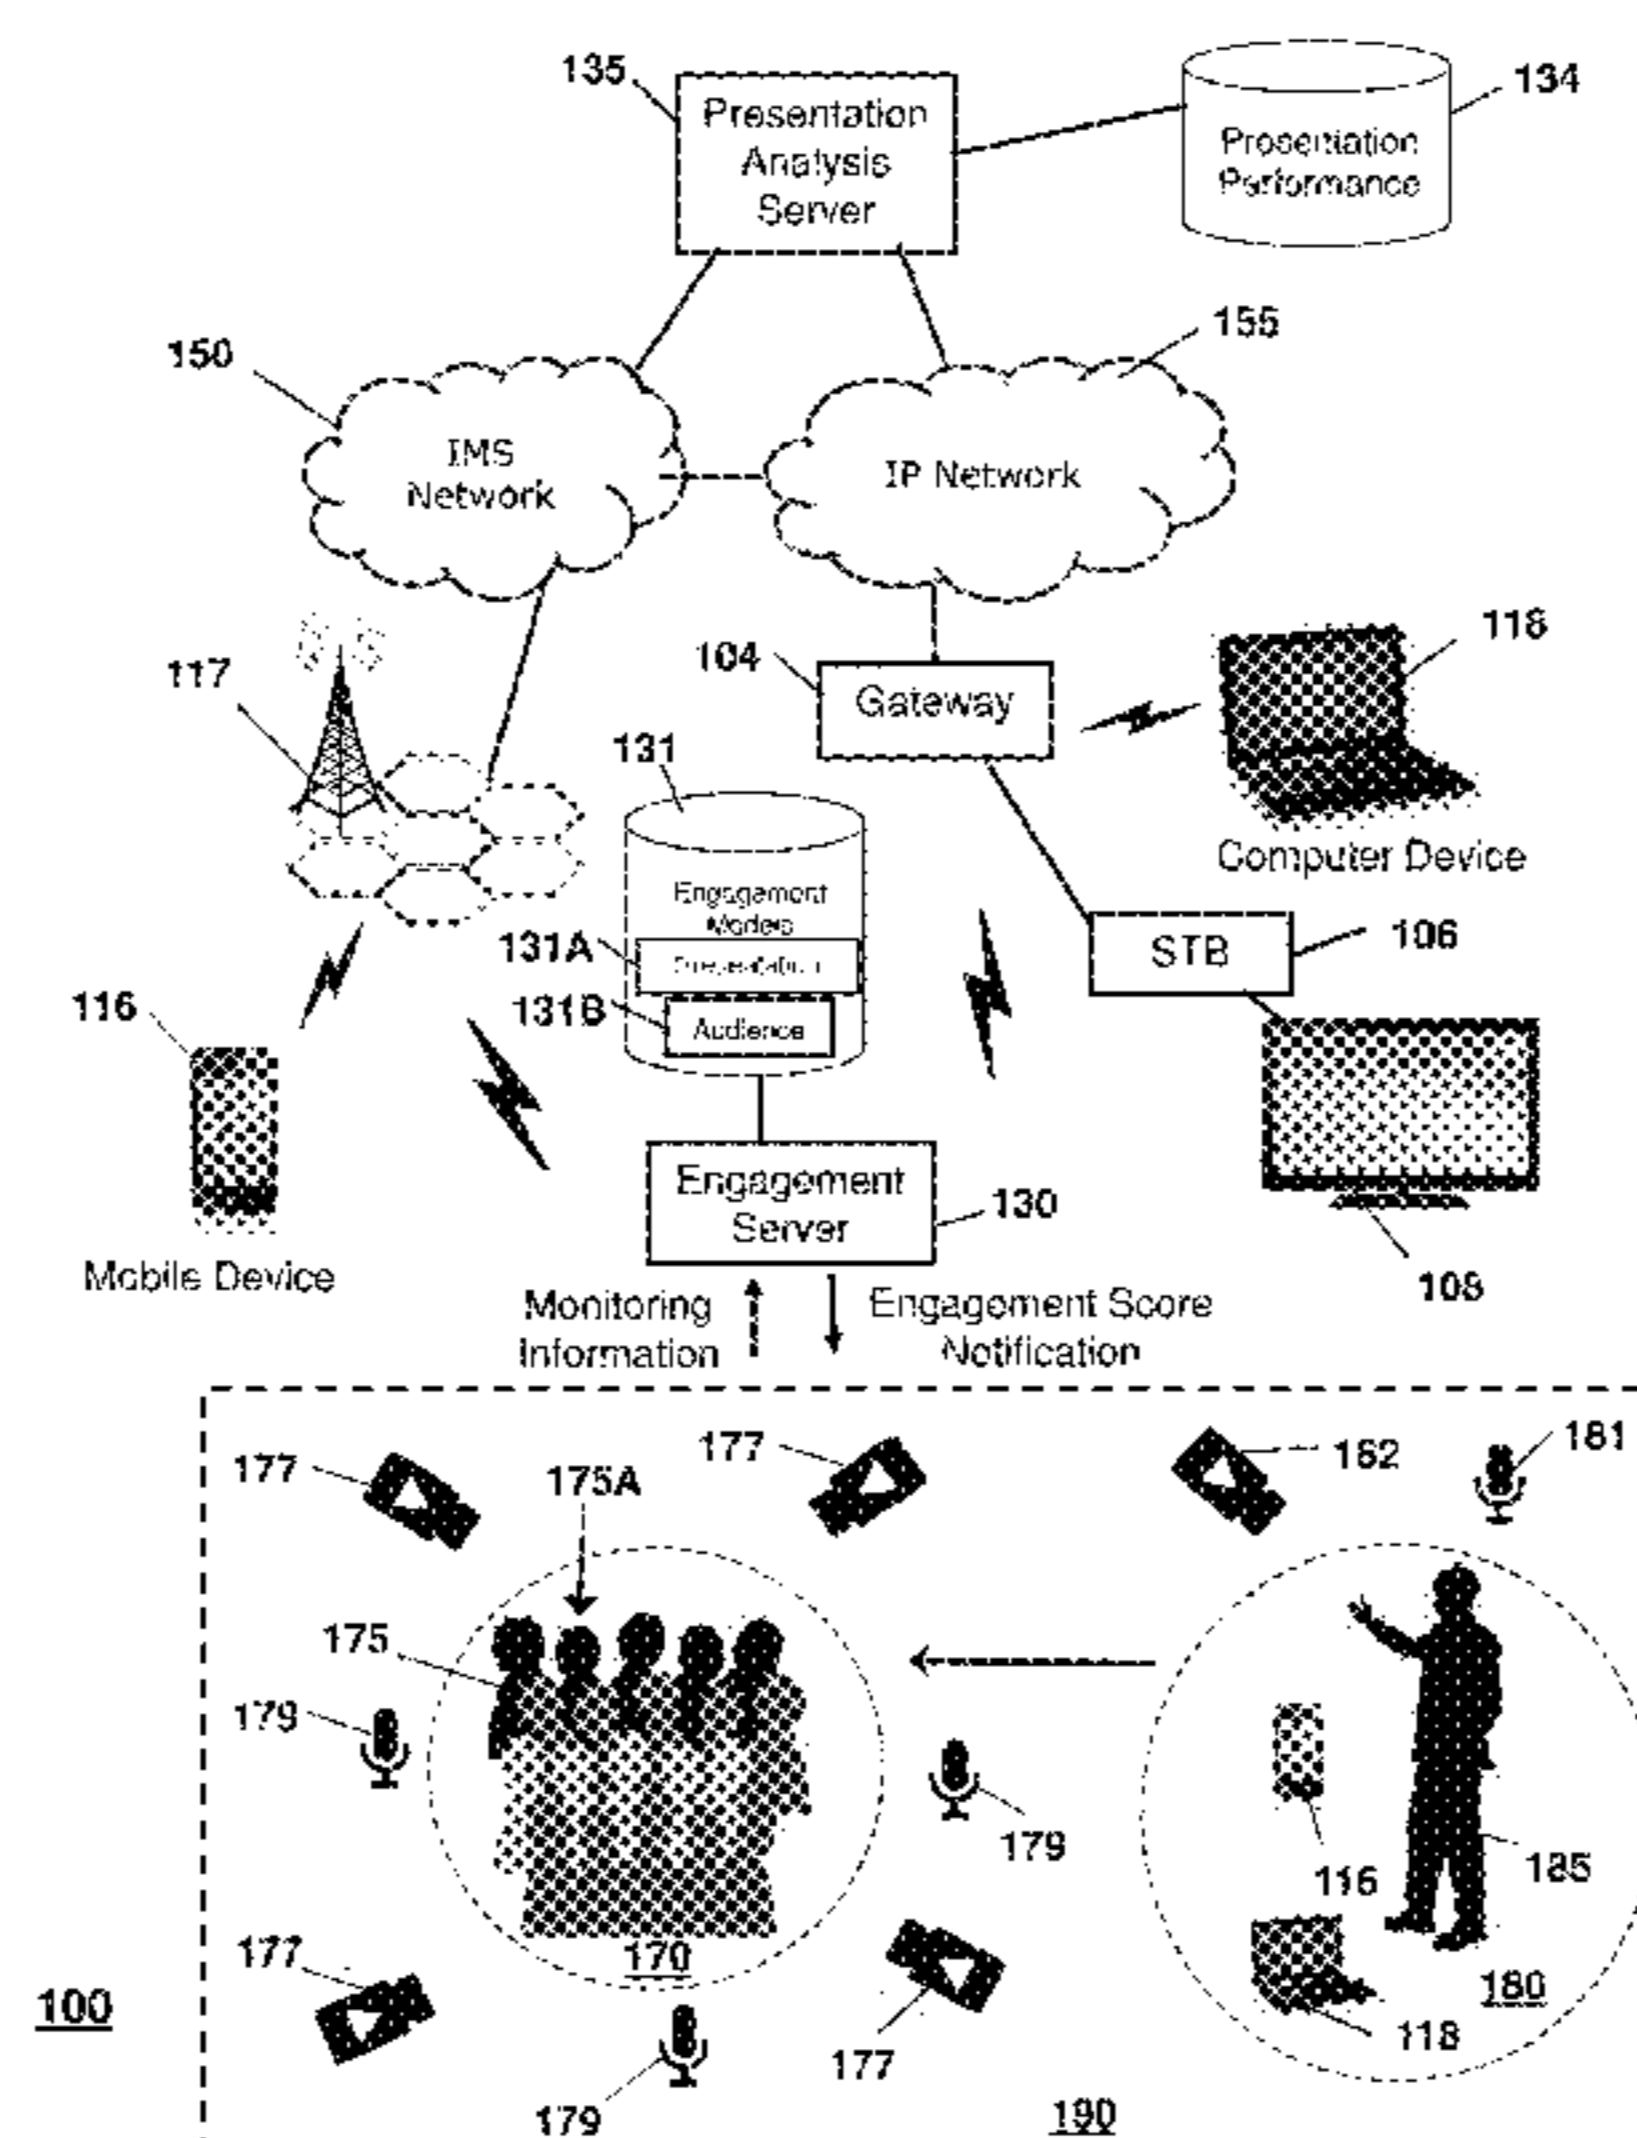 135
134
Presentation
Analysis
Server
Presentation
Performance
155
150
IMS
Network
IP Network
118
104
117
Gateway
131
Computer Device
Engagement
Models
131A
106
STB
116
131B
Audience
Engagement
Server
130
Mobile Device
108
Monitoring
Information
Engagement Score
Notification
177
175A
177
182
181
175
179
179
116
185
177
170
180
100
118
177
179
190